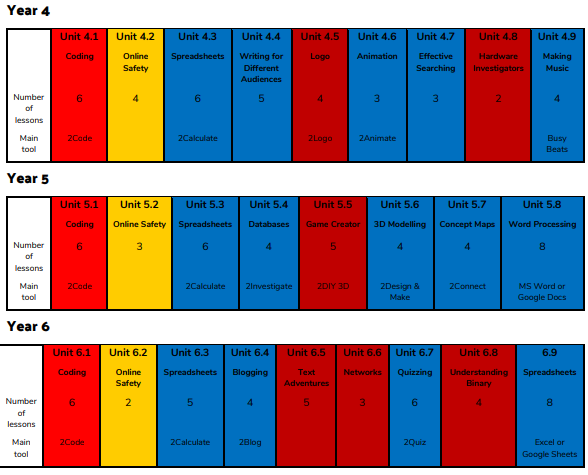 Year 4
Unit 4.1 Unit 4.2 Unit 4.3 Unit 4.4 Unit 4.5 Unit 4.6 Unit 4.7 Unit 4.8 Unit 4.9
Coding Online Safety Spreadsheets Writing for Different Audiences Logo Animation Effective Searching Hardware Investigators Making Music
Number of lessons 6 4 6 5 4 3 3 2 4
Main tool 2Code 2Calculate 2Logo 2Animate Busy Beats
Year 5
Unit 5.1 Unit 5.2 Unit 5.3 Unit 5.4 Unit 5.5 Unit 5.6 Unit 5.7 Unit 5.8
Coding Online Safety Spreadsheets Databases Game Creator 3D Modelling Concept Maps Word Processing
Number of lessons 6 3 6 4 5 4 4 8
Main tool 2Code 2Calculate 2Investigate 2DIY 3D 2Design & Make 2Connect MS Word or Google Docs
Year 6
Unit 6.1 Unit 6.2 Unit 6.3 Unit 6.4 Unit 6.5 Unit 6.6 Unit 6.7 Unit 6.8 6.9
Coding Online Safety Spreadsheets Blogging Text Adventures Networks Quizzing Understanding Binary Spreadsheets
Number of lessons 6 2 5 4 5 3 6 4 8
Main tool 2Code 2Calculate 2Blog 2Quiz Excel or Google Sheets